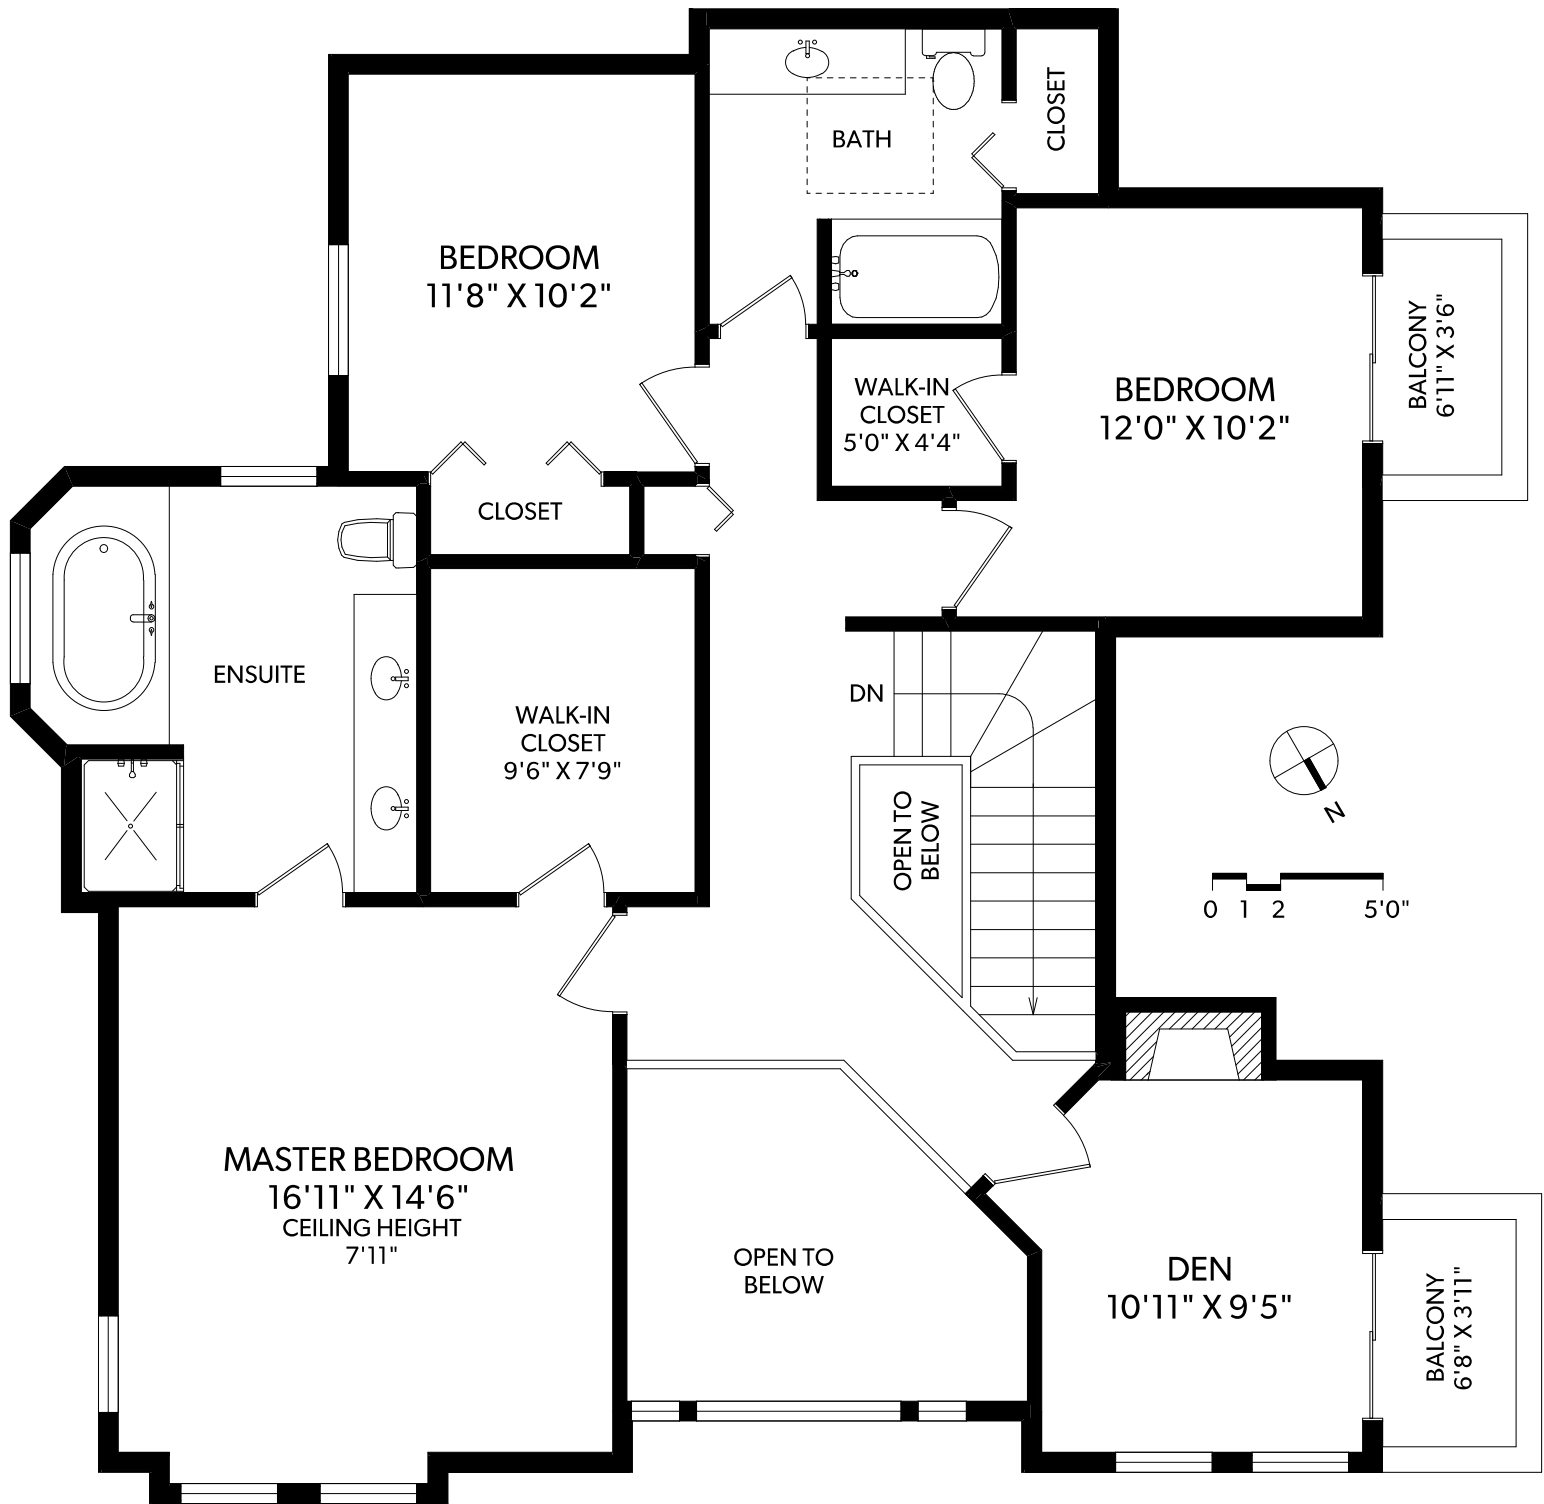 CLOSET
BATH
BEDROOM
11'8" X 10'2"
BALCONY
6'11" X 3'6"
WALK-IN
CLOSET
5'0" X 4'4"
BEDROOM
12'0" X 10'2"
CLOSET
ENSUITE
DN
WALK-IN
CLOSET
9'6" X 7'9"
OPEN TO
BELOW
N
0 1 2 5'0"
MASTER BEDROOM
16'11" X 14'6"
CEILING HEIGHT
7'11"
OPEN TO
BELOW
DEN
10'11" X 9'5"
BALCONY
6'8" X 3'11"